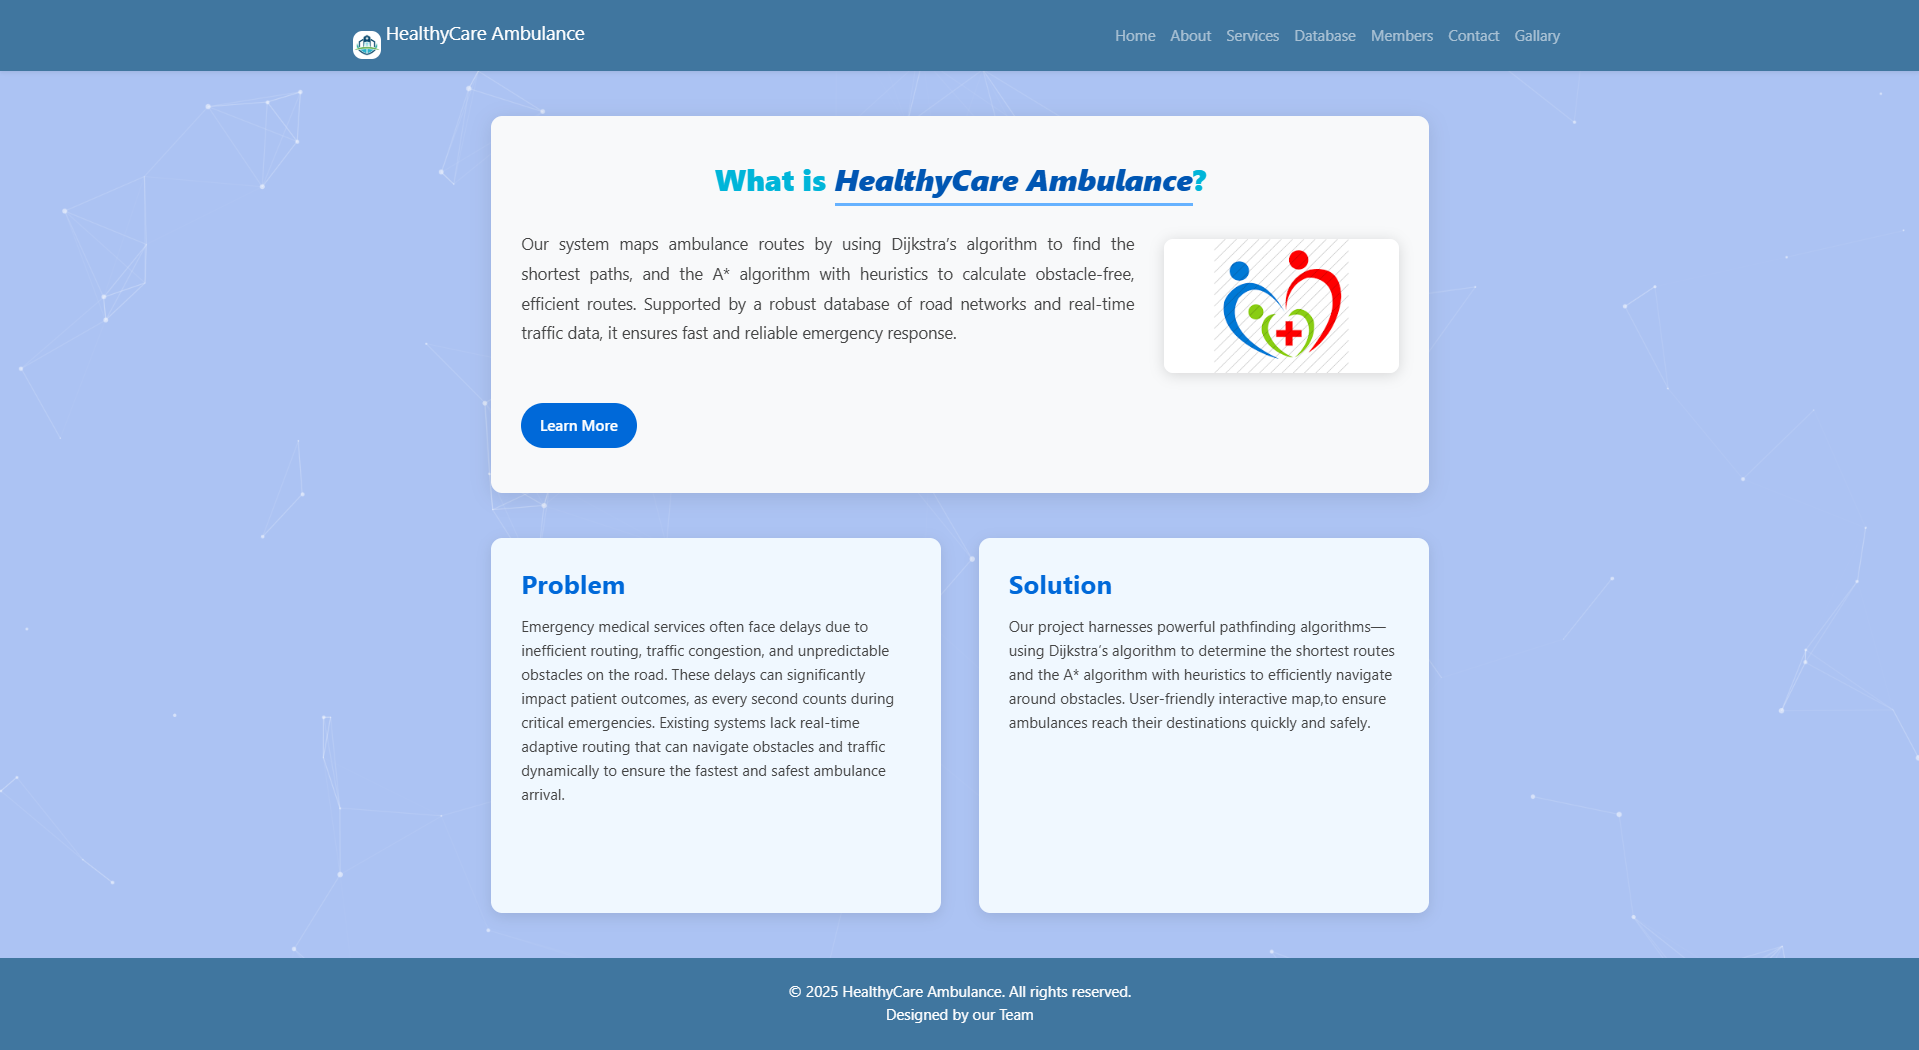 HealthyCare Ambulance
Home About Services Database Members Contact Gallary
What is HealthyCare Ambulance?
Our system maps ambulance routes by using Dijkstra's algorithm to find the
shortest paths, and the A* algorithm with heuristics to calculate obstacle-free,
efficient routes. Supported by a robust database of road networks and real-time
traffic data, it ensures fast and reliable emergency response.
Learn More
Problem
Emergency medical services often face delays due to
inefficient routing, traffic congestion, and unpredictable
obstacles on the road. These delays can significantly
impact patient outcomes, as every second counts during
critical emergencies. Existing systems lack real-time
adaptive routing that can navigate obstacles and traffic
dynamically to ensure the fastest and safest ambulance
arrival.
Solution
Our project harnesses powerful pathfinding algorithms—
using Dijkstra's algorithm to determine the shortest routes
and the A* algorithm with heuristics to efficiently navigate
around obstacles. User-friendly interactive map,to ensure
ambulances reach their destinations quickly and safely.
© 2025 HealthyCare Ambulance. All rights reserved.
Designed by our Team